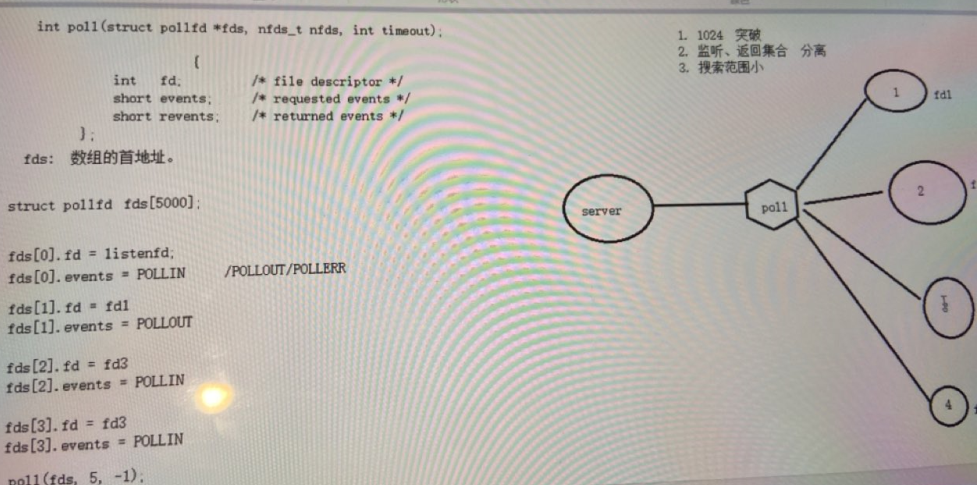 int poll(struct pollfd *fds, nfds_t nfds, int timeout);
{
int fd; /* file descriptor */
short events; /* requested events */
short revents; /* returned events */
};
fds: 数组的首地址。
struct pollfd fds[5000];
fds[0].fd = listenfd;
fds[0].events = POLLIN /POLLOUT/POLLERR
fds[1].fd = fd1
fds[1].events = POLLOUT
fds[2].fd = fd3
fds[2].events = POLLIN
fds[3].fd = fd3
fds[3].events = POLLIN
poll(fds, 5, -1);
1. 1024 突破
2. 监听、返回集合 分离
3. 搜索范围小
server
poll
1
fd1
2
4